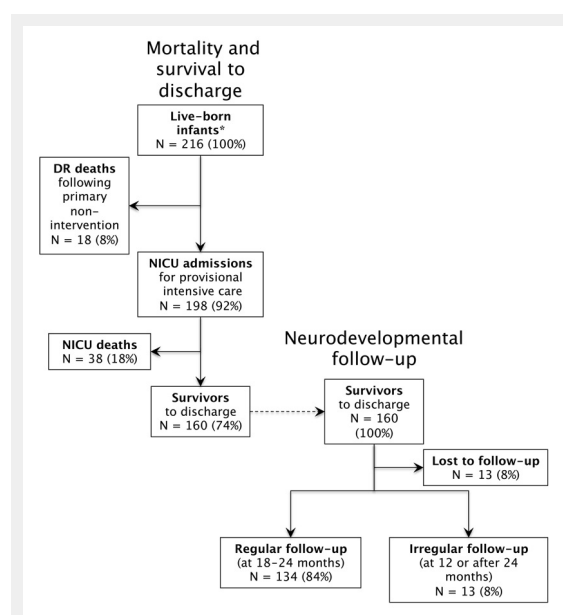 Mortality and
survival to
discharge
Live-born
infants*
N = 216 (100%)
DR deaths
following
primary
non-
intervention
N = 18 (8%)
NICU admissions
for provisional
intensive care
N = 198 (92%)
NICU deaths
N = 38 (18%)
Survivors
to discharge
N = 160 (74%)
Neurodevelopmental
follow-up
Survivors
to discharge
N = 160
(100%)
Lost to follow-up
N = 13 (8%)
Regular follow-up
(at 18-24 months)
N = 134 (84%)
Irregular follow-up
(at 12 or after 24
months)
N = 13 (8%)